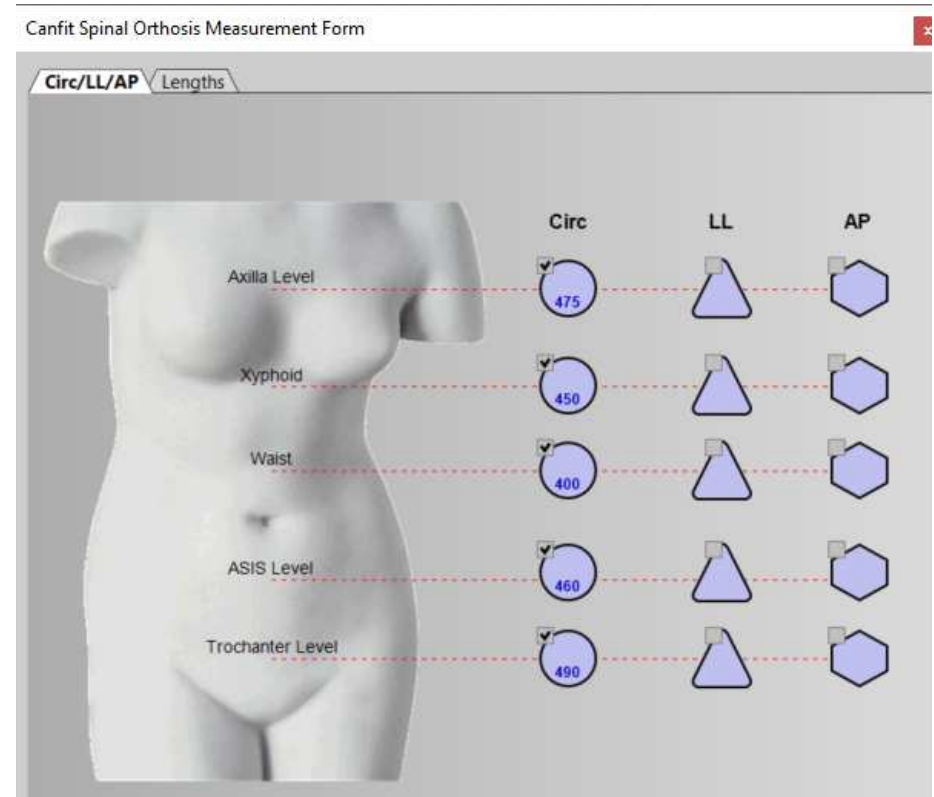 Canfit Spinal Orthosis Measurement Form
x
Circ/LL/AP Lengths
Circ LL AP
Axilla Level 475
Xyphoid 450
Waist 400
ASIS Level 460
Trochanter Level 490